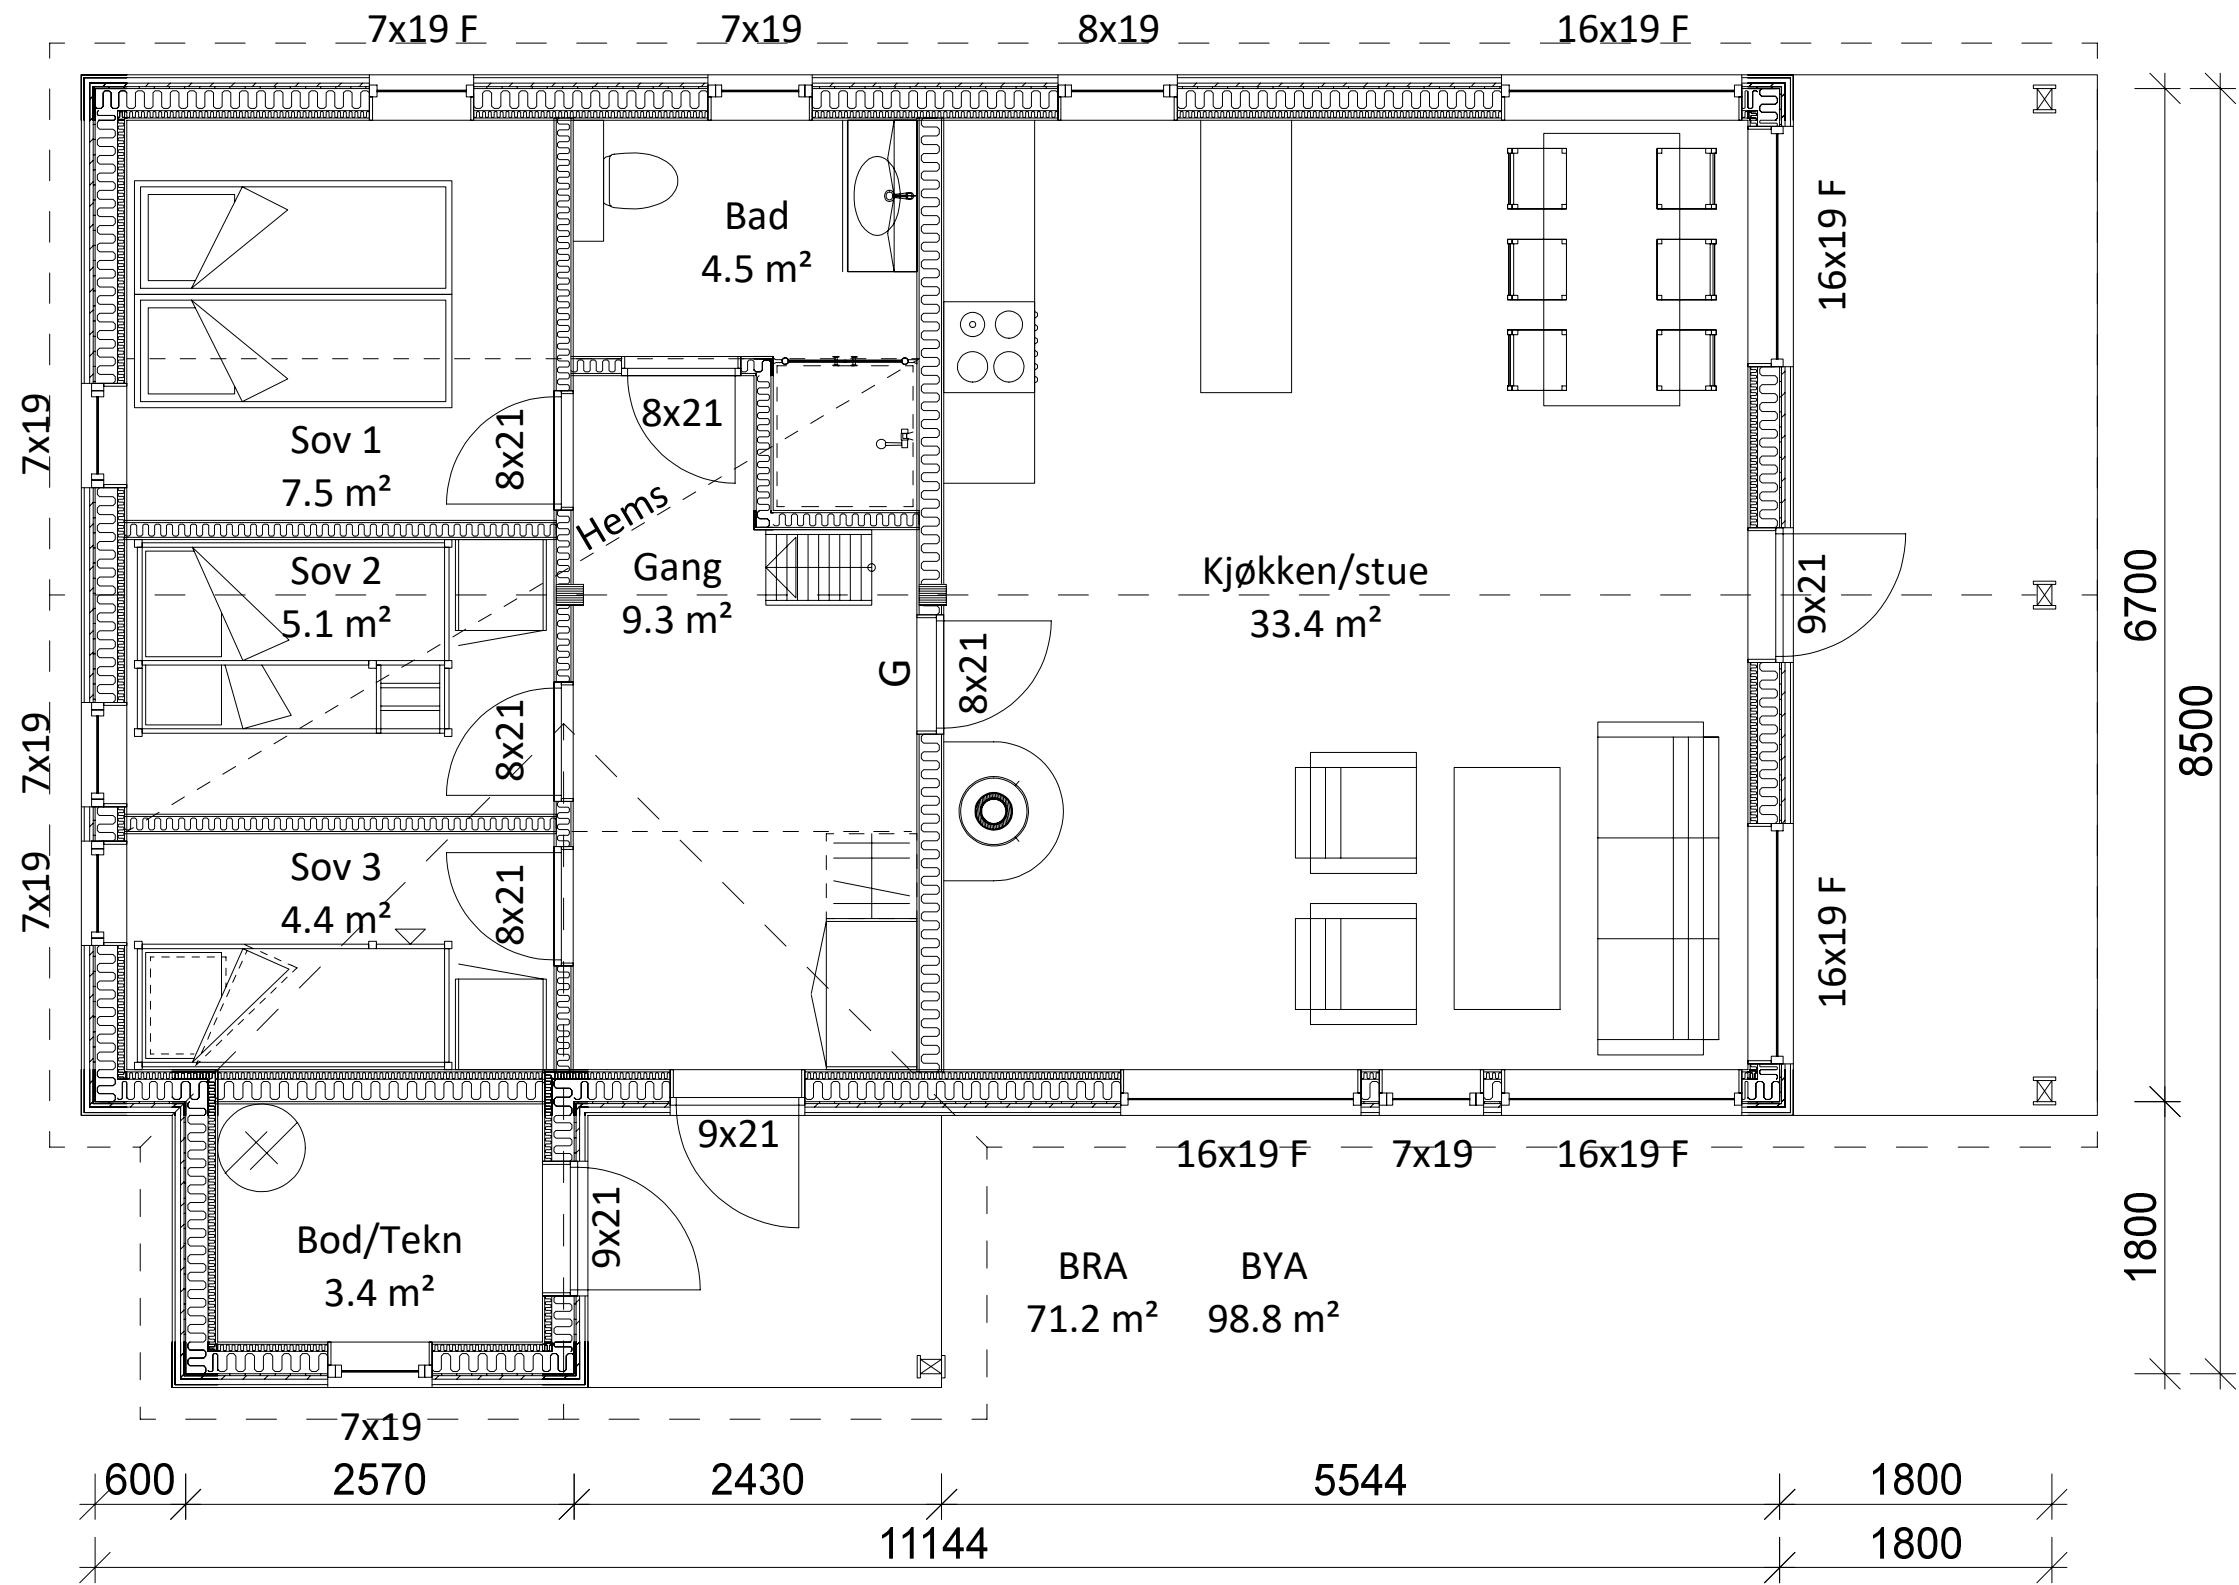 7x19 F
7x19
8x19
16x19 F
Bad
4.5 m²
16x19 F
7x19
Sov 1
7.5 m²
8x21
8x21
Hems
Sov 2
5.1 m²
Gang
9.3 m²
Kjøkken/stue
33.4 m²
9x21
6700
8500
G
8x21
7x19
8x21
7x19
Sov 3
4.4 m²
8x21
16x19 F
9x21
16x19 F
7x19
16x19 F
9x21
1800
Bod/Tekn
3.4 m²
BRA
71.2 m²
BYA
98.8 m²
7x19
600
2570
2430
5544
1800
11144
1800